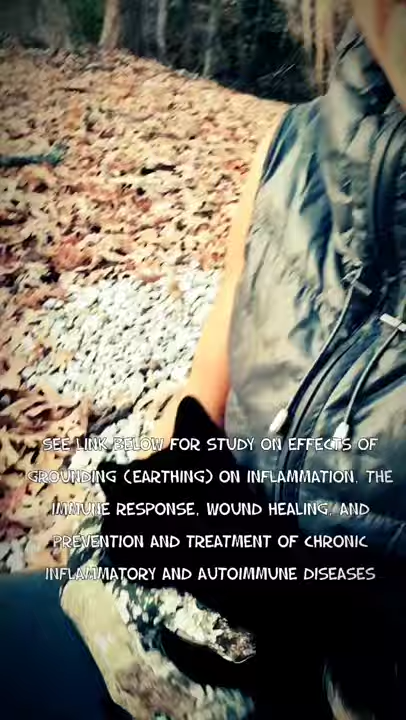 SEE LINK BELOW FOR STUDY ON EFFECTS OF
GROUNDING (EARTHING) ON INFLAMMATION, THE
IMMUNE RESPONSE, WOUND HEALING, AND
PREVENTION AND TREATMENT OF CHRONIC
INFLAMMATORY AND AUTOIMMUNE DISEASES